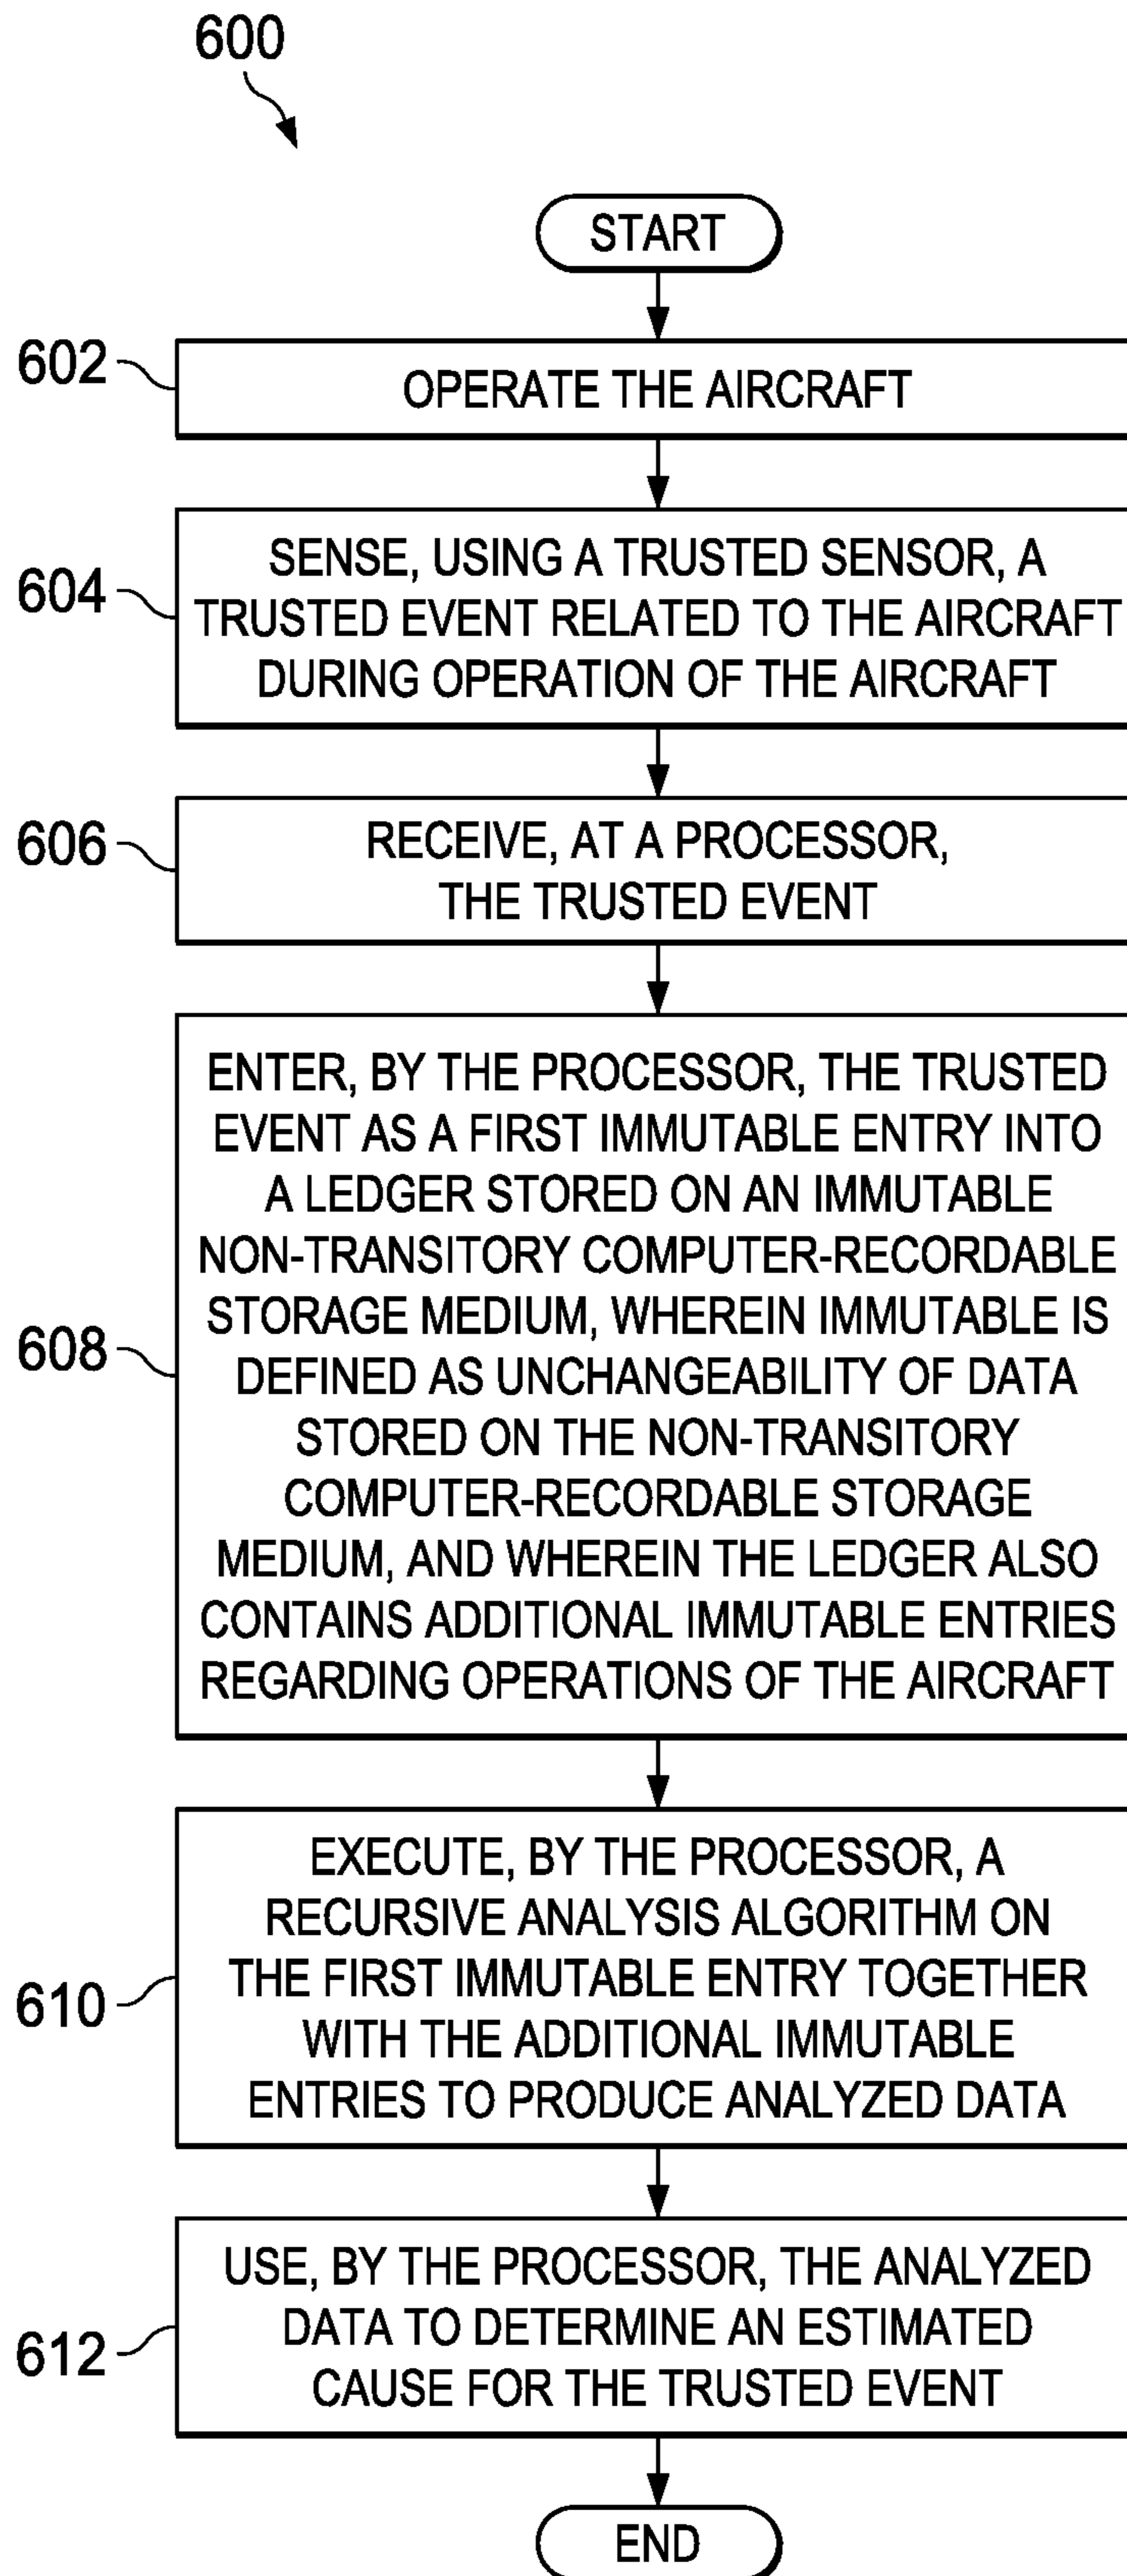 600
START
602
OPERATE THE AIRCRAFT
604
SENSE, USING A TRUSTED SENSOR, A
TRUSTED EVENT RELATED TO THE AIRCRAFT
DURING OPERATION OF THE AIRCRAFT
606
RECEIVE, AT A PROCESSOR,
THE TRUSTED EVENT
608
ENTER, BY THE PROCESSOR, THE TRUSTED
EVENT AS A FIRST IMMUTABLE ENTRY INTO
A LEDGER STORED ON AN IMMUTABLE
NON-TRANSITORY COMPUTER-RECORDABLE
STORAGE MEDIUM, WHEREIN IMMUTABLE IS
DEFINED AS UNCHANGEABILITY OF DATA
STORED ON THE NON-TRANSITORY
COMPUTER-RECORDABLE STORAGE
MEDIUM, AND WHEREIN THE LEDGER ALSO
CONTAINS ADDITIONAL IMMUTABLE ENTRIES
REGARDING OPERATIONS OF THE AIRCRAFT
610
EXECUTE, BY THE PROCESSOR, A
RECURSIVE ANALYSIS ALGORITHM ON
THE FIRST IMMUTABLE ENTRY TOGETHER
WITH THE ADDITIONAL IMMUTABLE
ENTRIES TO PRODUCE ANALYZED DATA
612
USE, BY THE PROCESSOR, THE ANALYZED
DATA TO DETERMINE AN ESTIMATED
CAUSE FOR THE TRUSTED EVENT
END